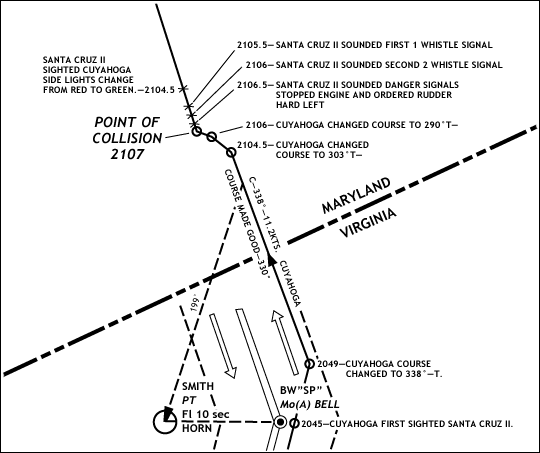 2105.5—SANTA CRUZ II SOUNDED FIRST 1 WHISTLE SIGNAL
SANTA CRUZ II
SIGHTED CUYAHOGA
SIDE LIGHTS CHANGE
FROM RED TO GREEN.—2104.5
2106—SANTA CRUZ II SOUNDED SECOND 2 WHISTLE SIGNAL
2106.5—SANTA CRUZ II SOUNDED DANGER SIGNALS
STOPPED ENGINE AND ORDERED RUDDER
HARD LEFT
POINT OF
COLLISION
2107
2106—CUYAHOGA CHANGED COURSE TO 290°T—
2104.5—CUYAHOGA CHANGED
COURSE TO 303°T—
C—338°—11.2KTS. CUYAHOGA
COURSE MADE GOOD—330°
MARYLAND
VIRGINIA
199°
2049—CUYAHOGA COURSE
CHANGED TO 338°—T.
SMITH
PT
Fl 10 sec
HORN
BW"SP"
Mo(A) BELL
2045—CUYAHOGA FIRST SIGHTED SANTA CRUZ II.